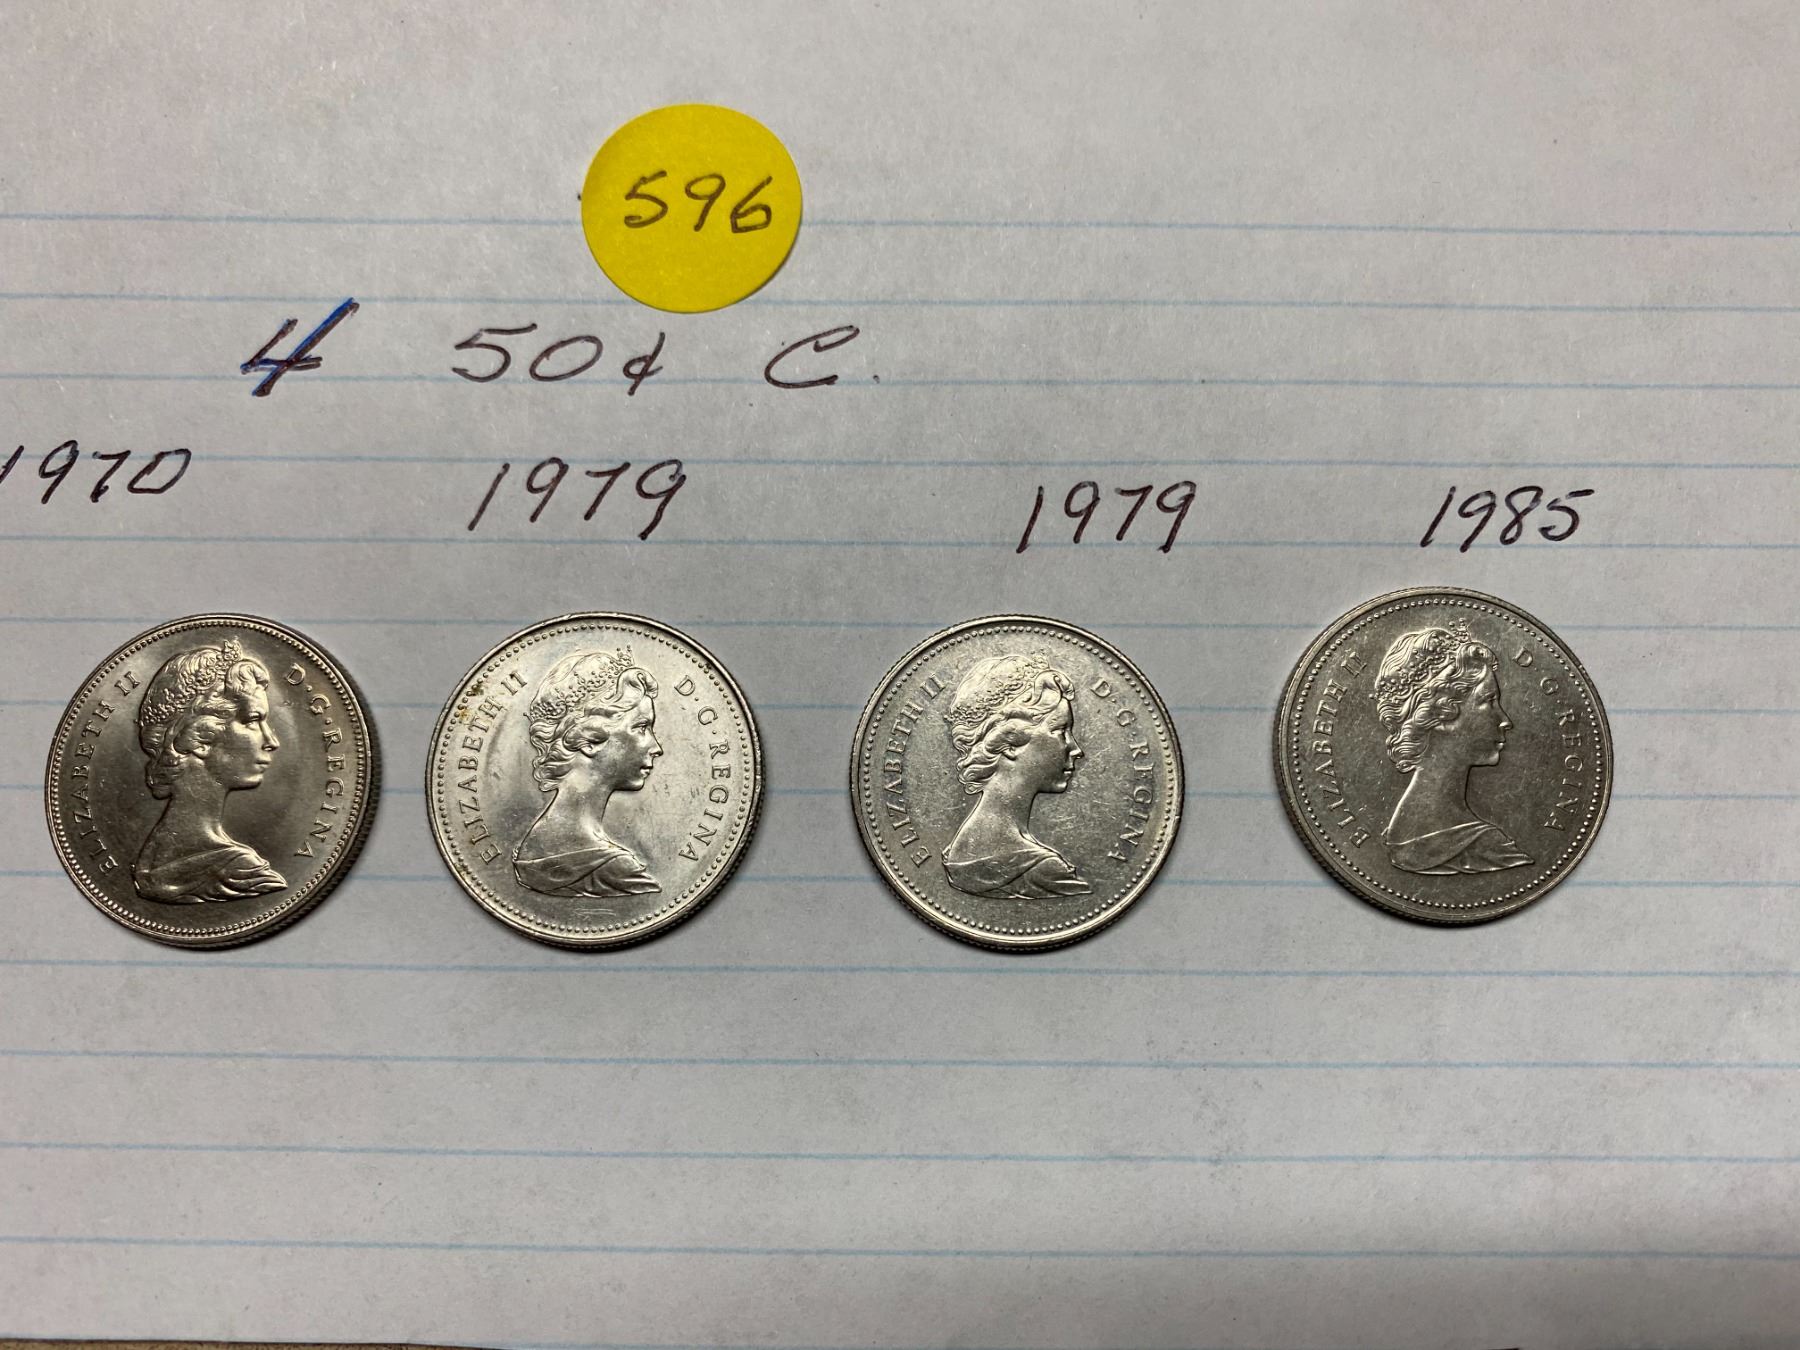 596
4 50¢ C.
1970 1979 1979 1985
ELIZABETH II D·G·REGINA
ELIZABETH II D·G·REGINA
ELIZABETH II D·G·REGINA
ELIZABETH II D·G·REGINA